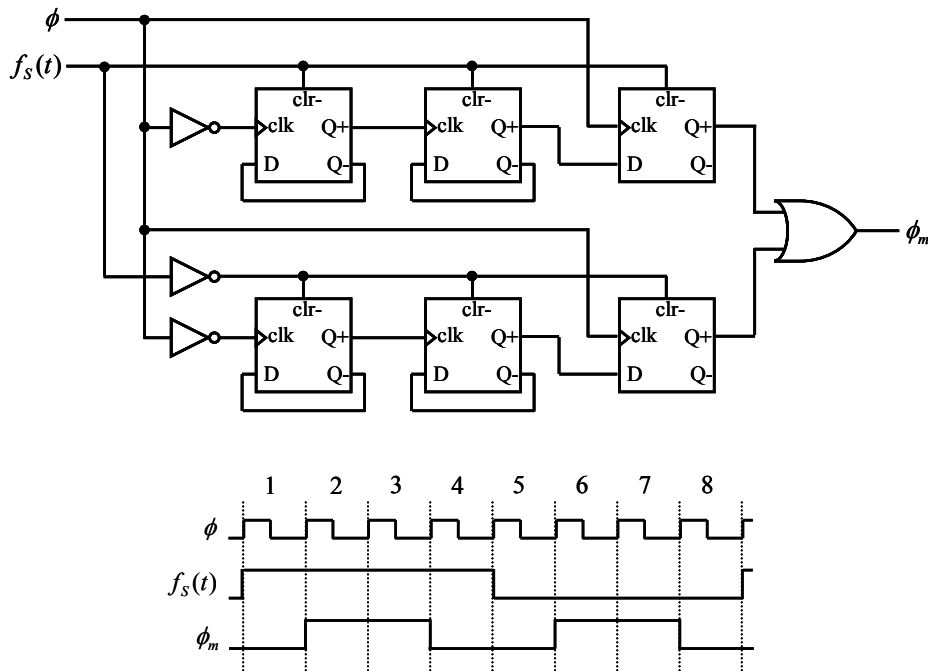 ϕ
f_S(t)
clr- clr- clr-
clk Q+ clk Q+ clk Q+
D Q- D Q- D Q-
ϕ_m
clr- clr- clr-
clk Q+ clk Q+ clk Q+
D Q- D Q- D Q-
1 2 3 4 5 6 7 8
ϕ
f_S(t)
ϕ_m